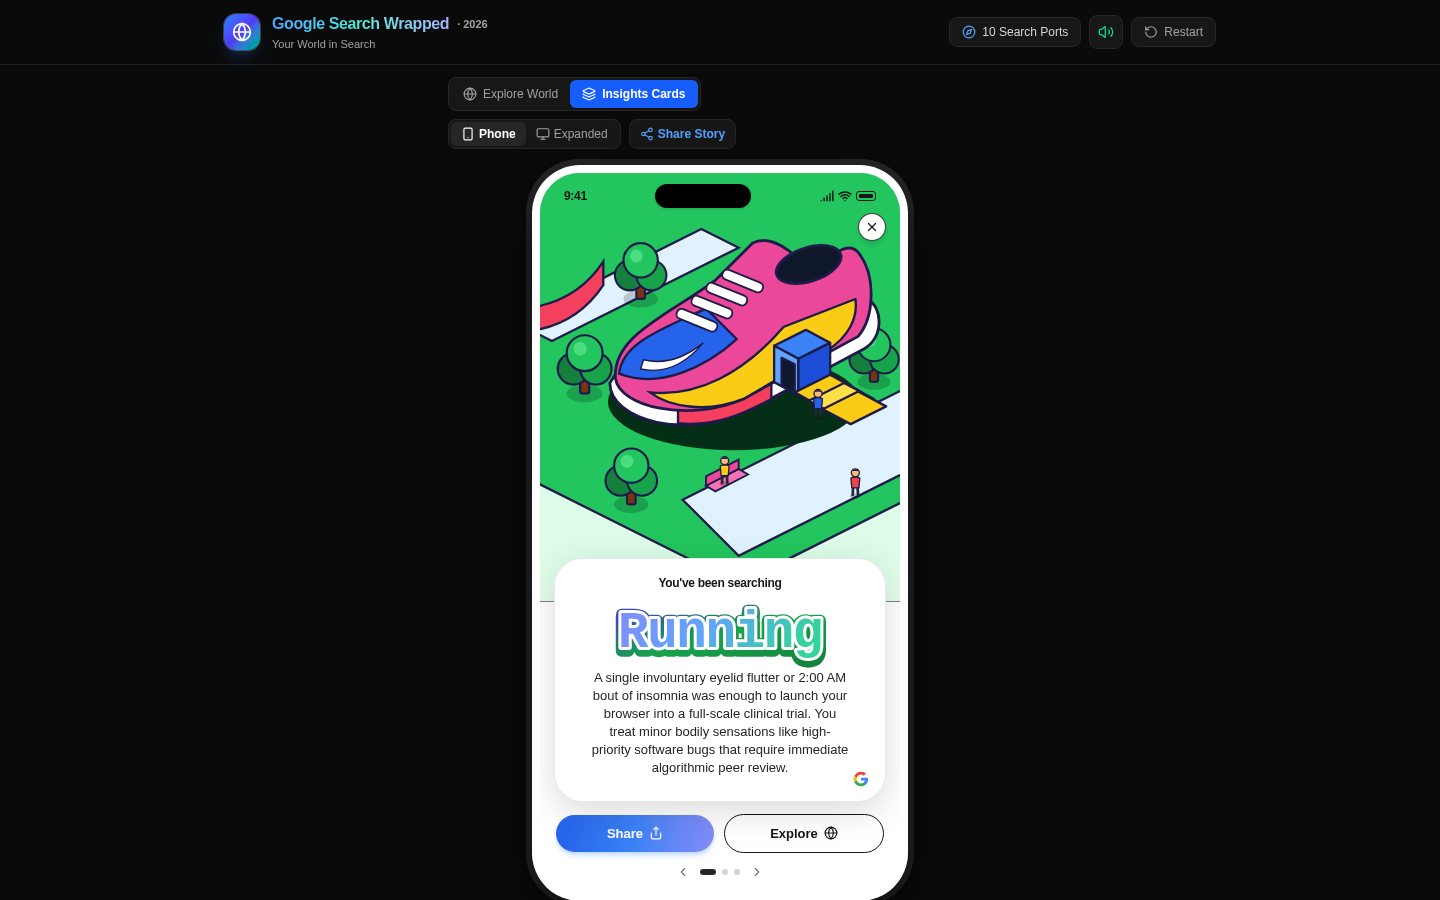 Google Search Wrapped · 2026
Your World in Search
10 Search Ports
Restart
Explore World
Insights Cards
Phone
Expanded
Share Story
9:41
You've been searching
Running
A single involuntary eyelid flutter or 2:00 AM
bout of insomnia was enough to launch your
browser into a full-scale clinical trial. You
treat minor bodily sensations like high-
priority software bugs that require immediate
algorithmic peer review.
Share
Explore